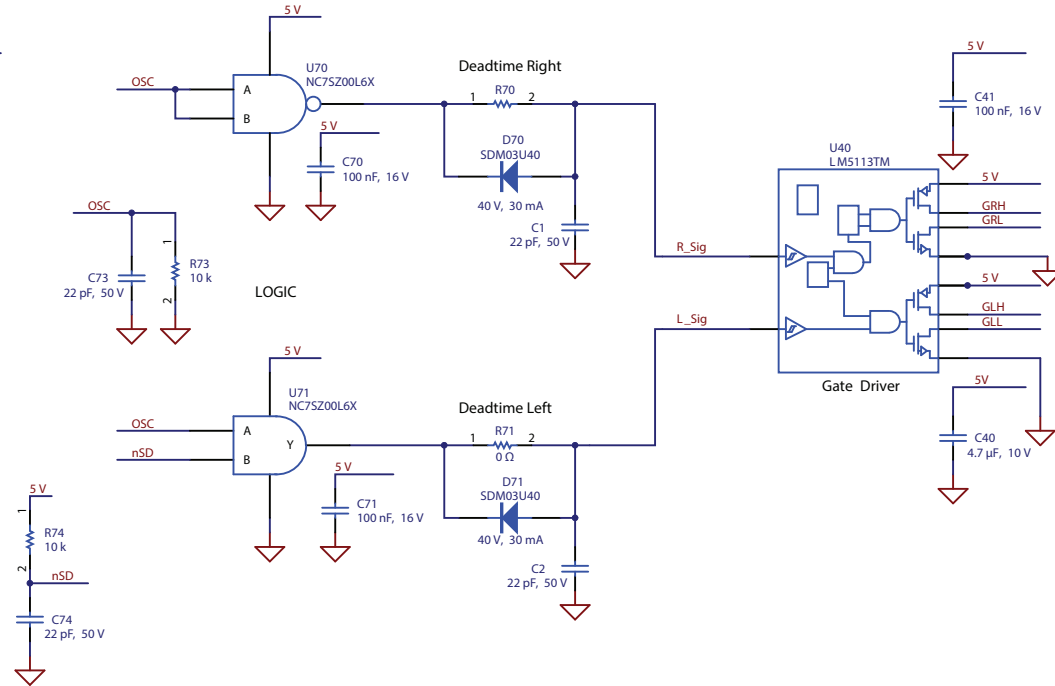 5 V
OSC
A
B
U70
NC7SZ00L6X
5 V
C70
100 nF, 16 V
Deadtime Right
R70
1
2
D70
SDM03U40
40 V, 30 mA
C1
22 pF, 50 V
R_Sig
5 V
C41
100 nF, 16 V
U40
LM5113TM
5 V
GRH
GRL
5 V
GLH
GLL
Gate Driver
5V
C40
4.7 µF, 10 V
OSC
C73
22 pF, 50 V
1
R73
10 k
2
LOGIC
L_Sig
5 V
U71
NC7SZ00L6X
OSC
A
nSD
B
Y
5 V
C71
100 nF, 16 V
Deadtime Left
R71
1
2
0 Ω
D71
SDM03U40
40 V, 30 mA
C2
22 pF, 50 V
5 V
1
R74
10 k
2
nSD
C74
22 pF, 50 V